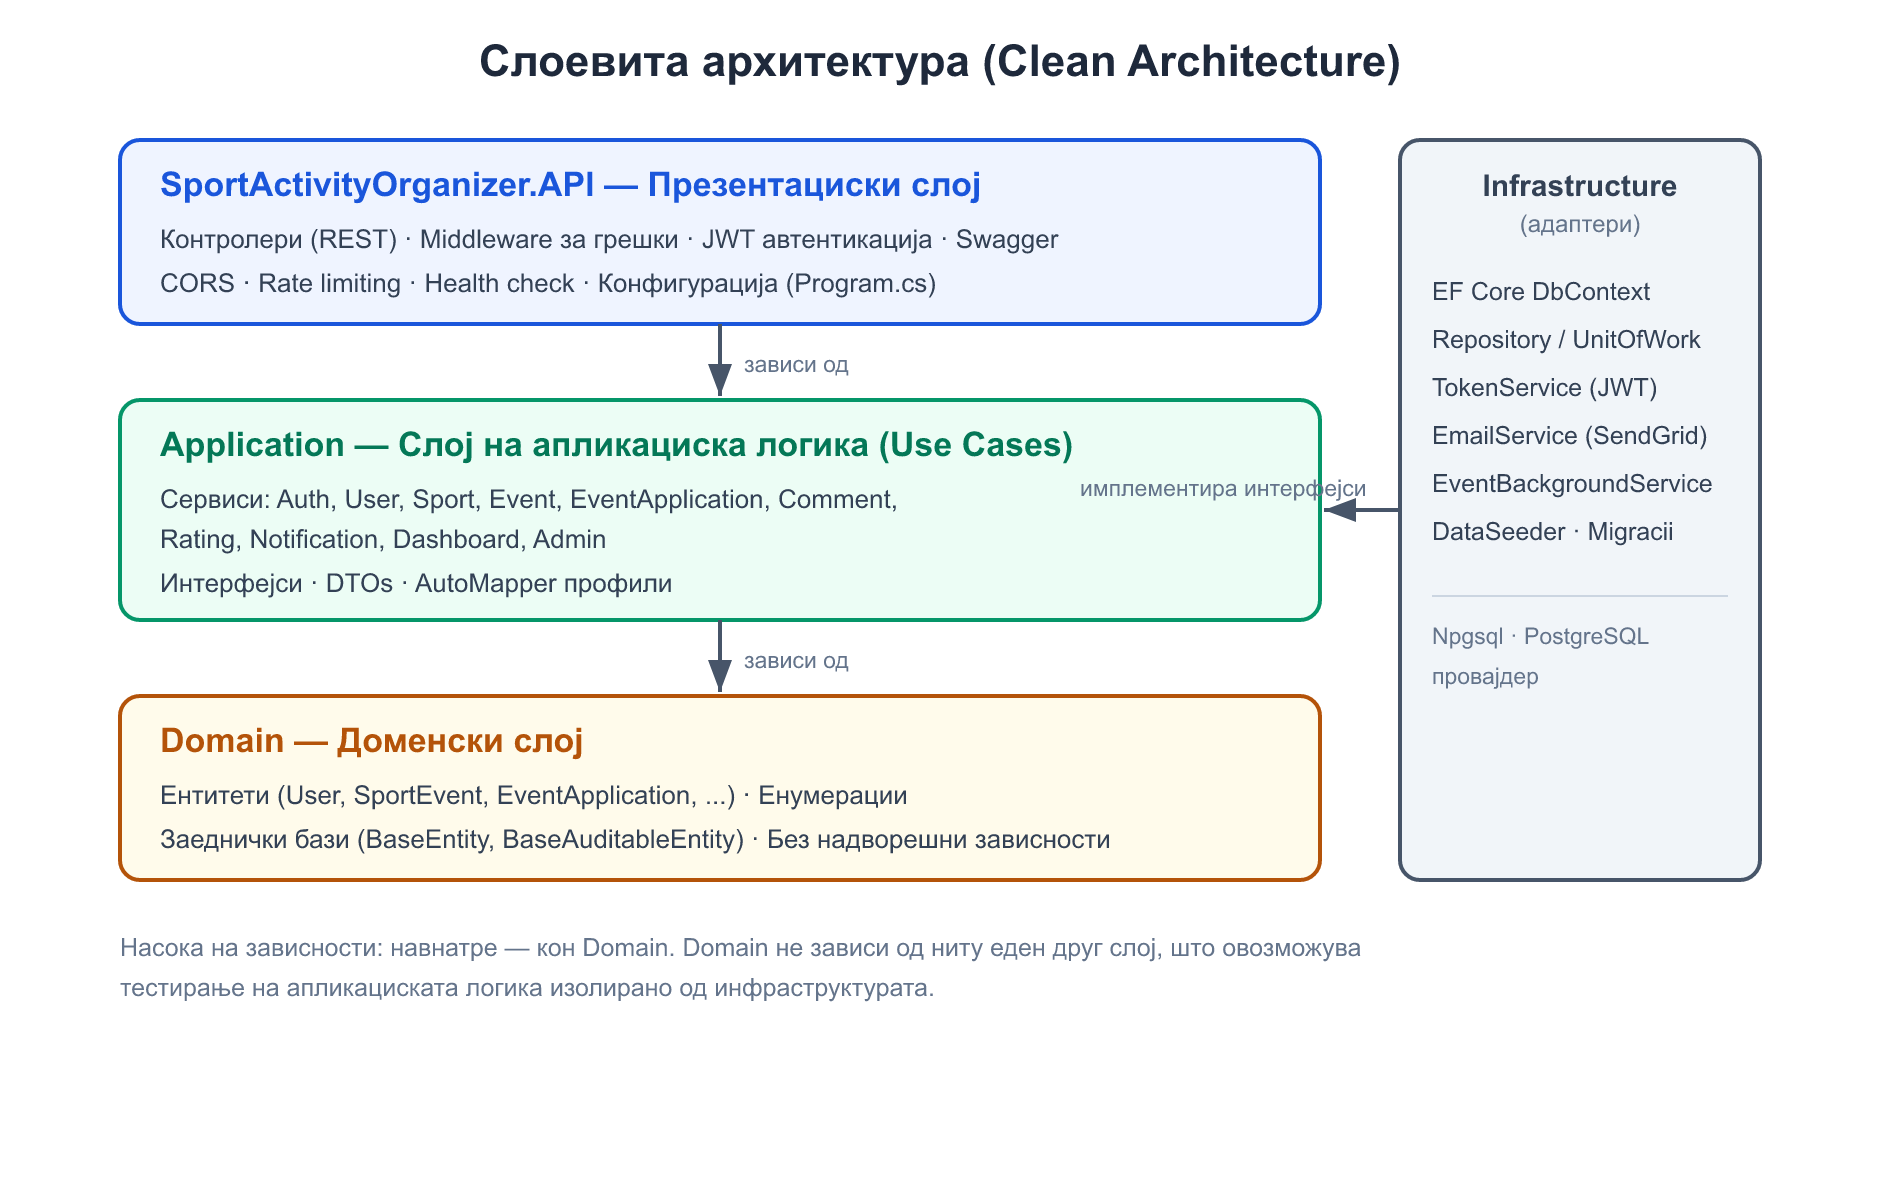 Слоевита архитектура (Clean Architecture)
SportActivityOrganizer.API — Презентациски слој
Контролери (REST) · Middleware за грешки · JWT автентикација · Swagger
CORS · Rate limiting · Health check · Конфигурација (Program.cs)
зависи од
Application — Слој на апликациска логика (Use Cases)
Сервиси: Auth, User, Sport, Event, EventApplication, Comment,
Rating, Notification, Dashboard, Admin
Интерфејси · DTOs · AutoMapper профили
имплементира интерфејси
зависи од
Domain — Доменски слој
Ентитети (User, SportEvent, EventApplication, ...) · Енумерации
Заеднички бази (BaseEntity, BaseAuditableEntity) · Без надворешни зависности
Infrastructure
(адаптери)
EF Core DbContext
Repository / UnitOfWork
TokenService (JWT)
EmailService (SendGrid)
EventBackgroundService
DataSeeder · Migracii
Npgsql · PostgreSQL
провајдер
Насока на зависности: навнатре — кон Domain. Domain не зависи од ниту еден друг слој, што овозможува
тестирање на апликациската логика изолирано од инфраструктурата.